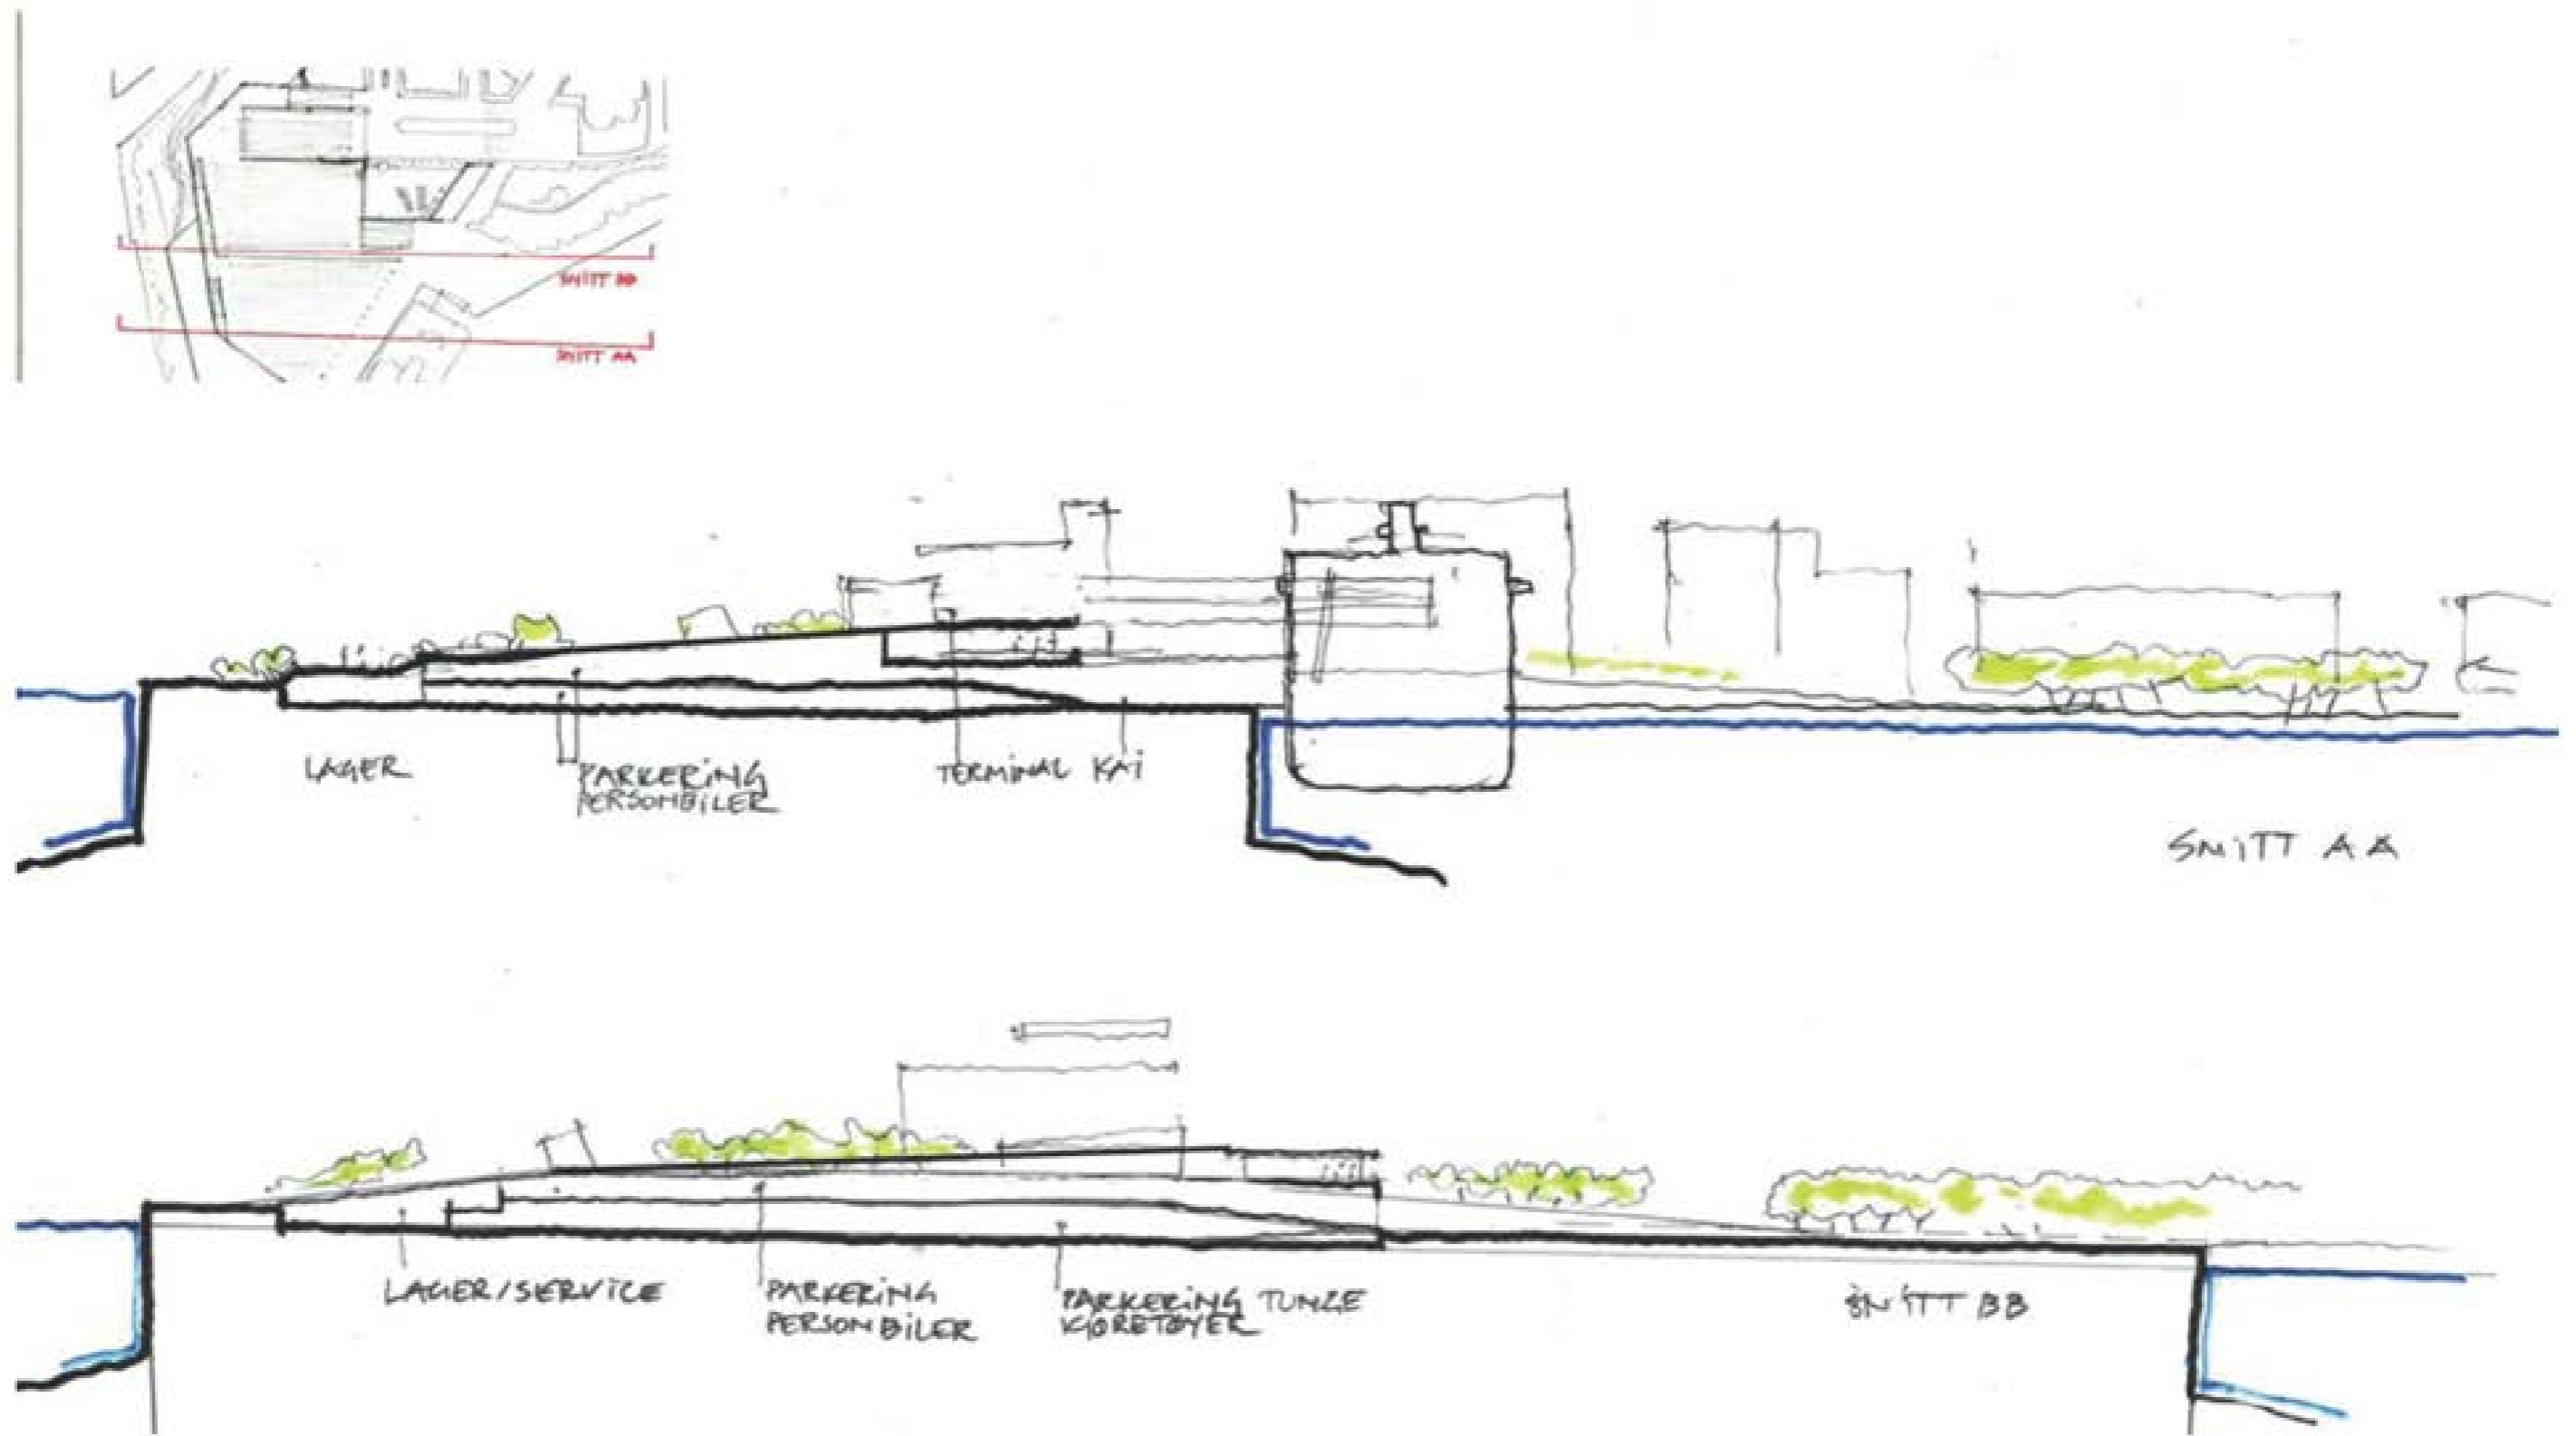 SNITT BB
SNITT AA
LAGER
PARKERING
PERSONBILER
TERMINAL KAI
SNITT AA
LAGER/SERVICE
PARKERING
PERSONBILER
PARKERING TUNGE
KJØRETØYER
SNITT BB